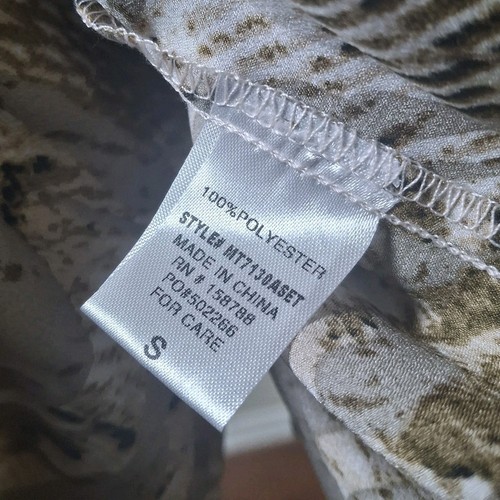 100%POLYESTER
STYLE# MT7130ASET
MADE IN CHINA
RN # 158788
PO#502266
FOR CARE
S